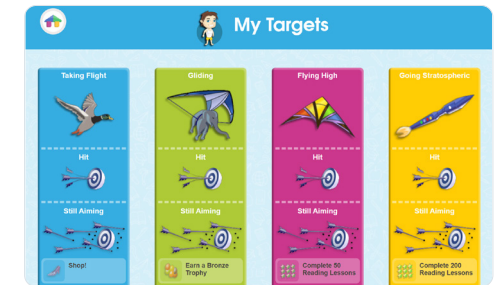 My Targets
Taking Flight
Hit
Still Aiming
Shop!
Gliding
Hit
Still Aiming
Earn a Bronze
Trophy
Flying High
Hit
Still Aiming
Complete 50
Reading Lessons
Going Stratospheric
Hit
Still Aiming
Complete 200
Reading Lessons